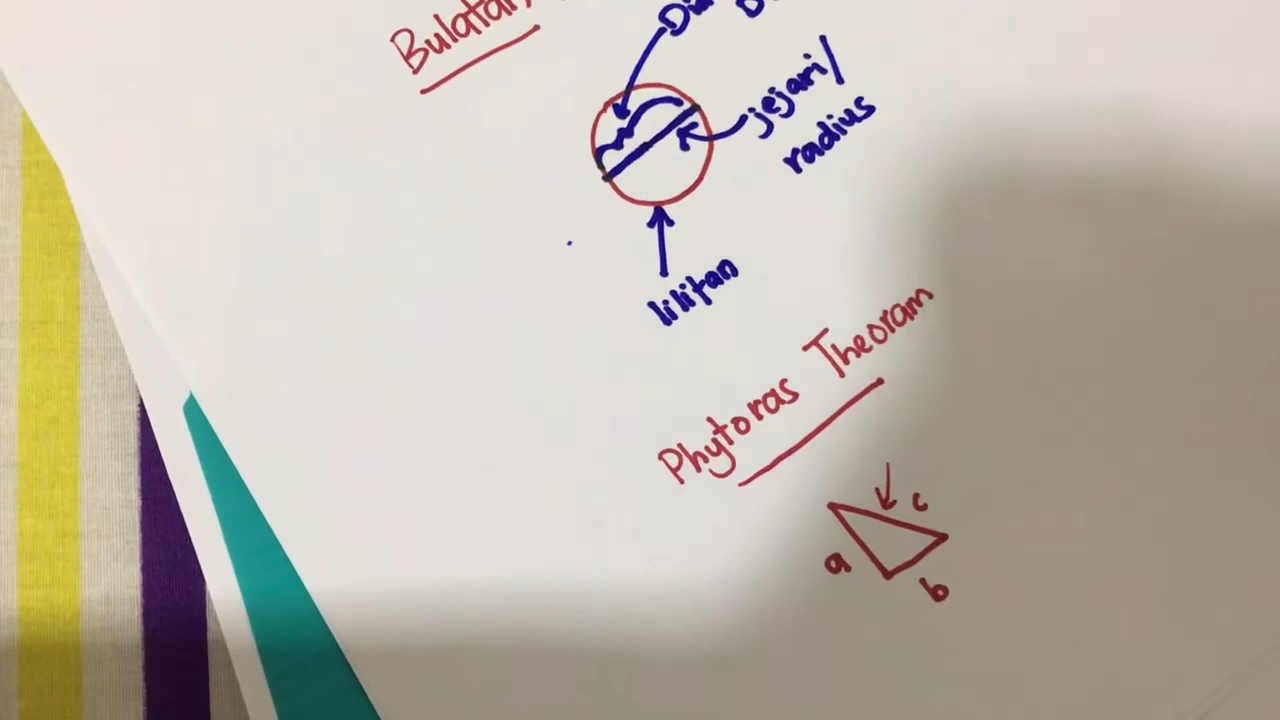 Bulatan
jejari/
radius
lilitan
Phytoras Theoram
c
a
b